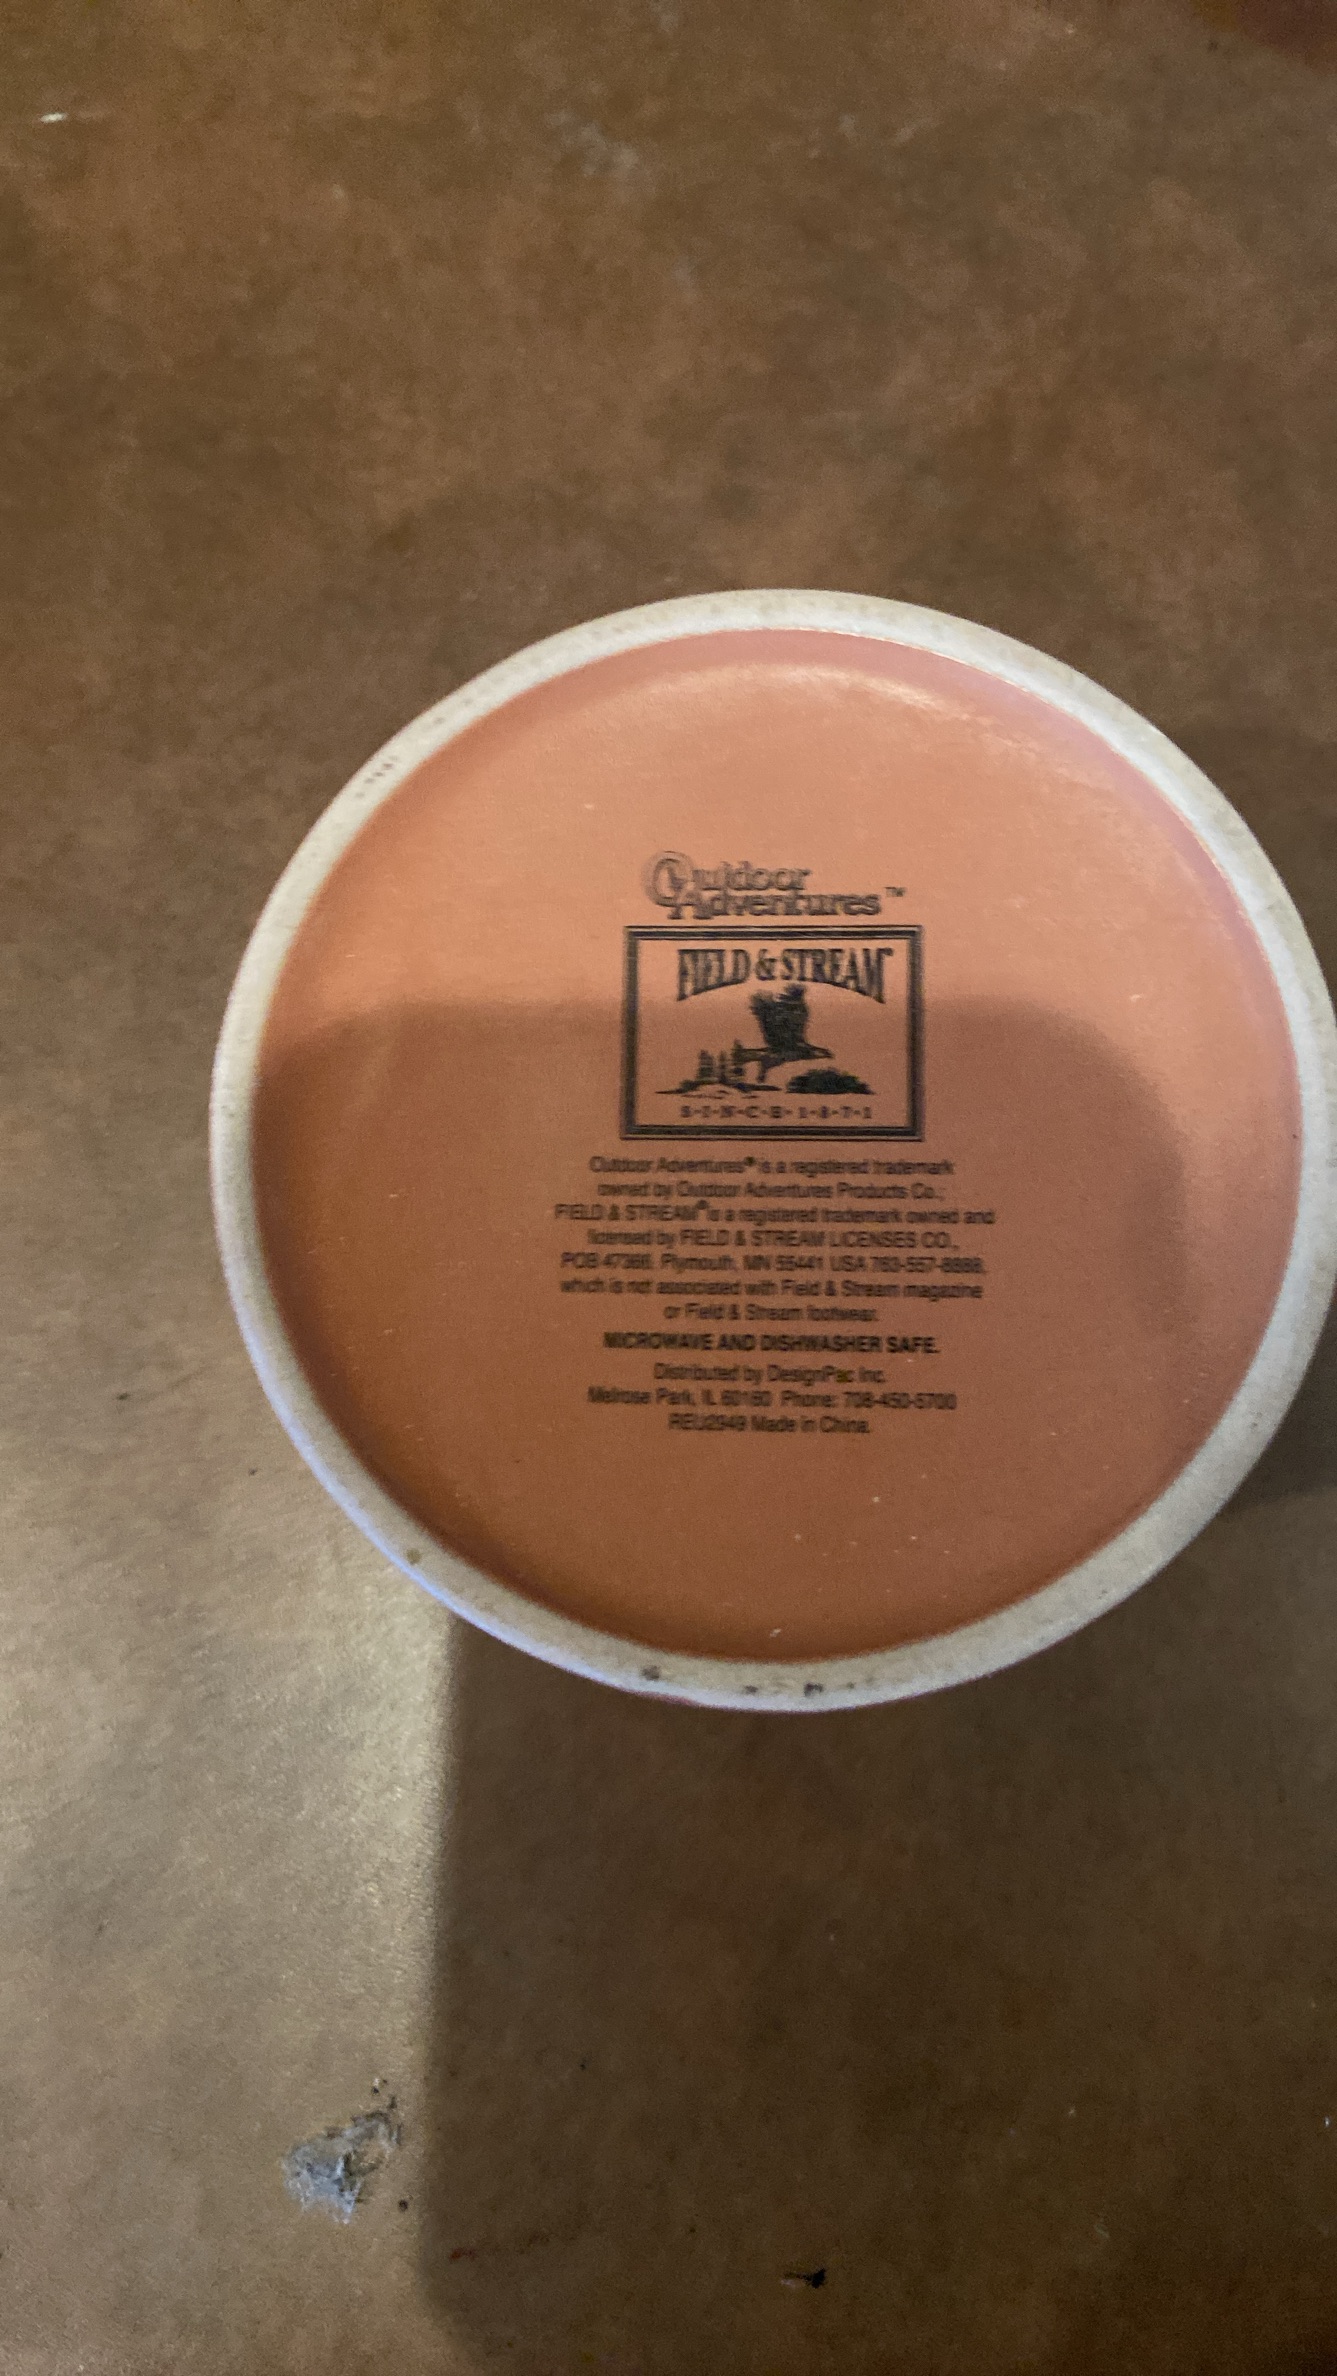 Outdoor
Adventures™
FIELD & STREAM™
S·I·N·C·E·1·8·7·1
Outdoor Adventures® is a registered trademark
owned by Outdoor Adventures Products Co.;
FIELD & STREAM® is a registered trademark owned and
licensed by FIELD & STREAM LICENSES CO.,
POB Plymouth, MN 55441 USA 763-557-8888,
which is not associated with Field & Stream magazine
or Field & Stream footwear.
MICROWAVE AND DISHWASHER SAFE.
Distributed by DesignPac Inc.
Melrose Park, IL 60160 Phone: 708-450-5700
REU2949 Made in China.